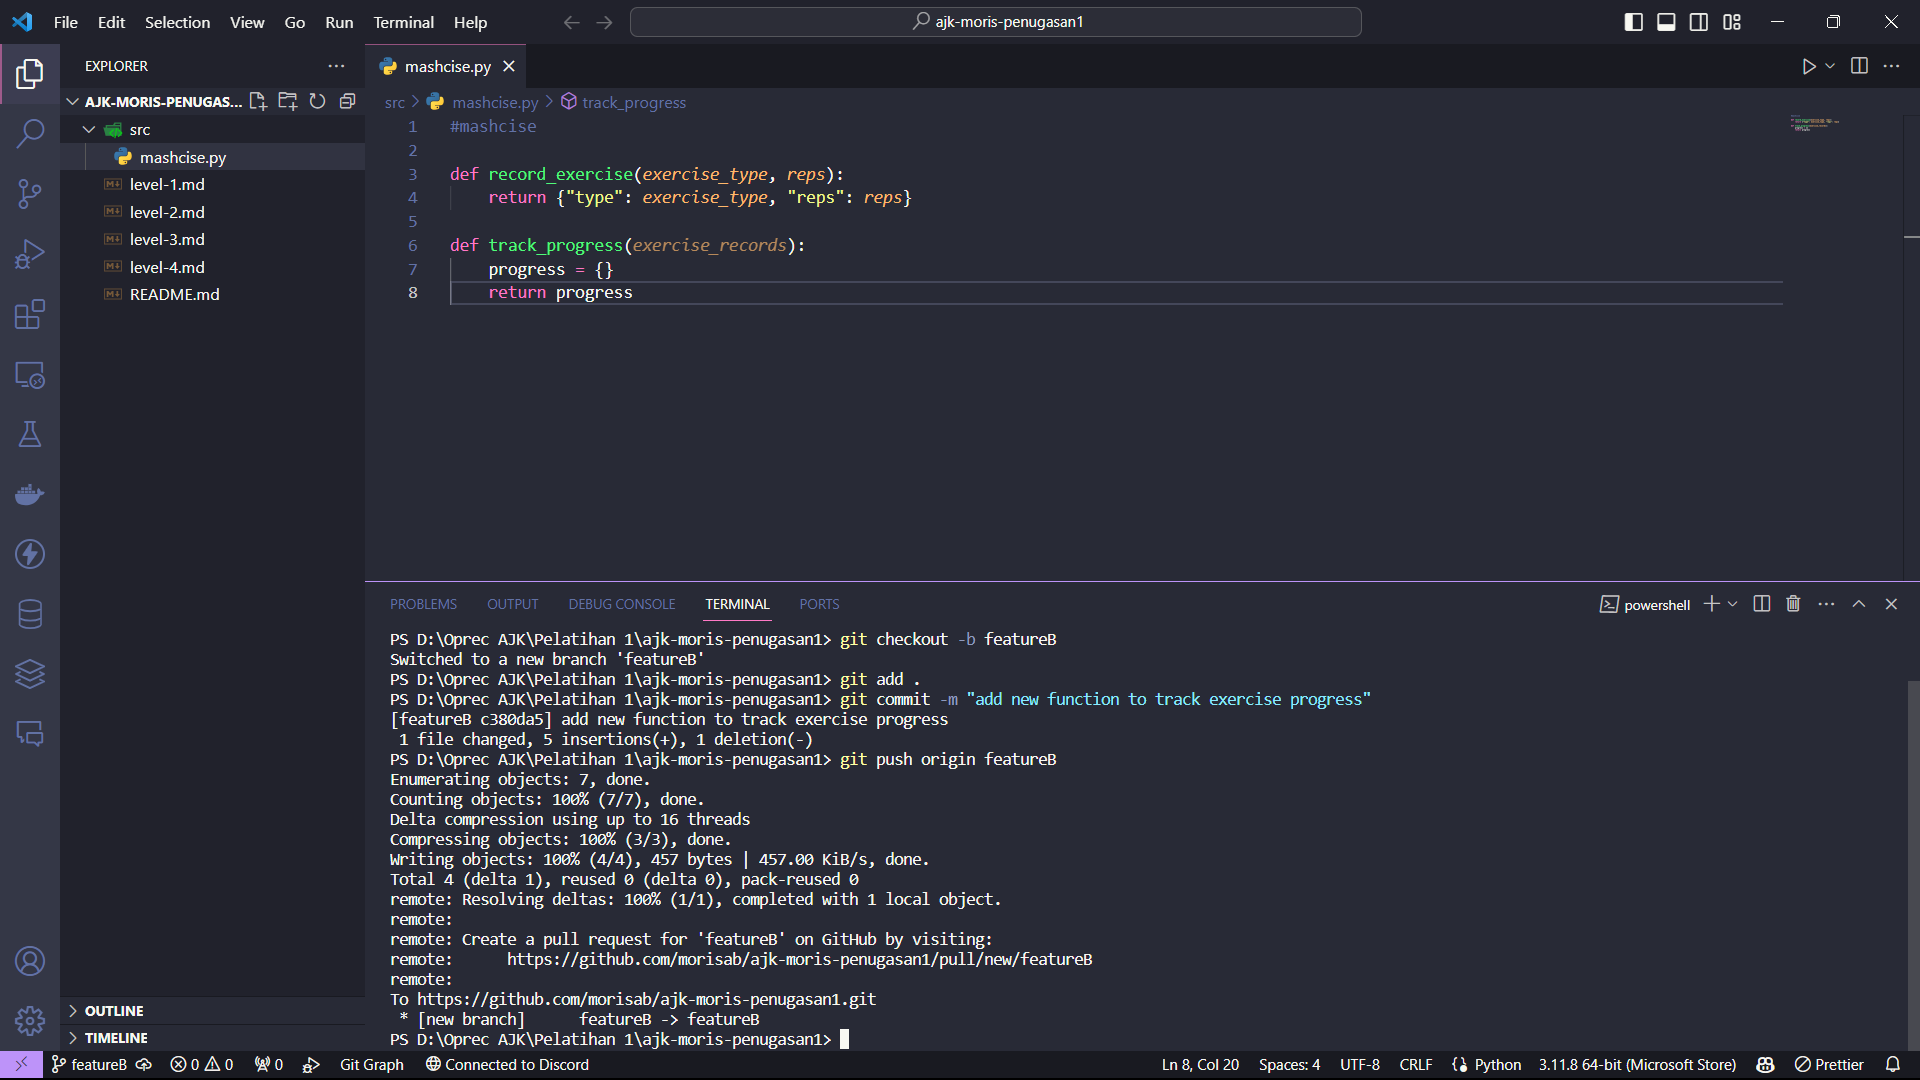 File Edit Selection View Go Run Terminal Help
ajk-moris-penugasan1
EXPLORER
AJK-MORIS-PENUGAS...
src
mashcise.py
level-1.md
level-2.md
level-3.md
level-4.md
README.md
OUTLINE
TIMELINE
mashcise.py
src > mashcise.py > track_progress
1 #mashcise
2
3 def record_exercise(exercise_type, reps):
4 return {"type": exercise_type, "reps": reps}
5
6 def track_progress(exercise_records):
7 progress = {}
8 return progress
PROBLEMS OUTPUT DEBUG CONSOLE TERMINAL PORTS
powershell
PS D:\Oprec AJK\Pelatihan 1\ajk-moris-penugasan1> git checkout -b featureB
Switched to a new branch 'featureB'
PS D:\Oprec AJK\Pelatihan 1\ajk-moris-penugasan1> git add .
PS D:\Oprec AJK\Pelatihan 1\ajk-moris-penugasan1> git commit -m "add new function to track exercise progress"
[featureB c380da5] add new function to track exercise progress
1 file changed, 5 insertions(+), 1 deletion(-)
PS D:\Oprec AJK\Pelatihan 1\ajk-moris-penugasan1> git push origin featureB
Enumerating objects: 7, done.
Counting objects: 100% (7/7), done.
Delta compression using up to 16 threads
Compressing objects: 100% (3/3), done.
Writing objects: 100% (4/4), 457 bytes | 457.00 KiB/s, done.
Total 4 (delta 1), reused 0 (delta 0), pack-reused 0
remote: Resolving deltas: 100% (1/1), completed with 1 local object.
remote:
remote: Create a pull request for 'featureB' on GitHub by visiting:
remote: https://github.com/morisab/ajk-moris-penugasan1/pull/new/featureB
remote:
To https://github.com/morisab/ajk-moris-penugasan1.git
* [new branch] featureB -> featureB
PS D:\Oprec AJK\Pelatihan 1\ajk-moris-penugasan1>
featureB 0 0 0 Git Graph Connected to Discord Ln 8, Col 20 Spaces: 4 UTF-8 CRLF Python 3.11.8 64-bit (Microsoft Store) Prettier